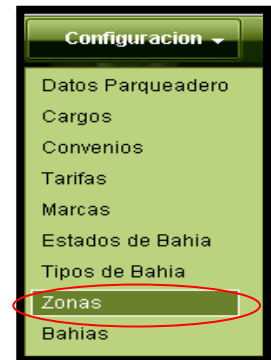 Configuracion
Datos Parqueadero
Cargos
Convenios
Tarifas
Marcas
Estados de Bahia
Tipos de Bahia
Zonas
Bahias